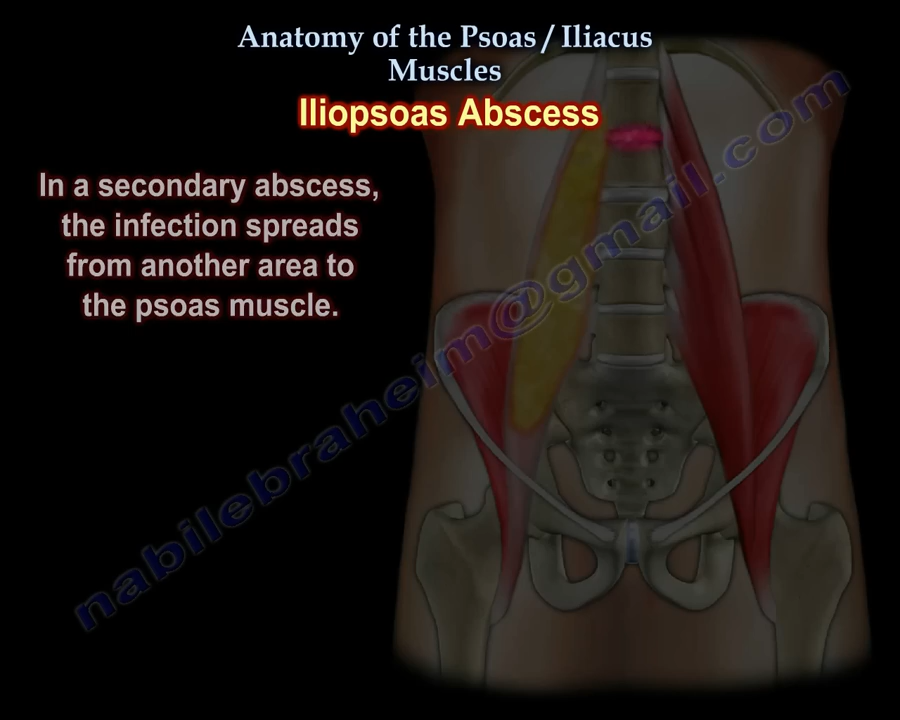 Anatomy of the Psoas / Iliacus
Muscles
Iliopsoas Abscess
In a secondary abscess,
the infection spreads
from another area to
the psoas muscle.
nabilebraheim@gmail.com